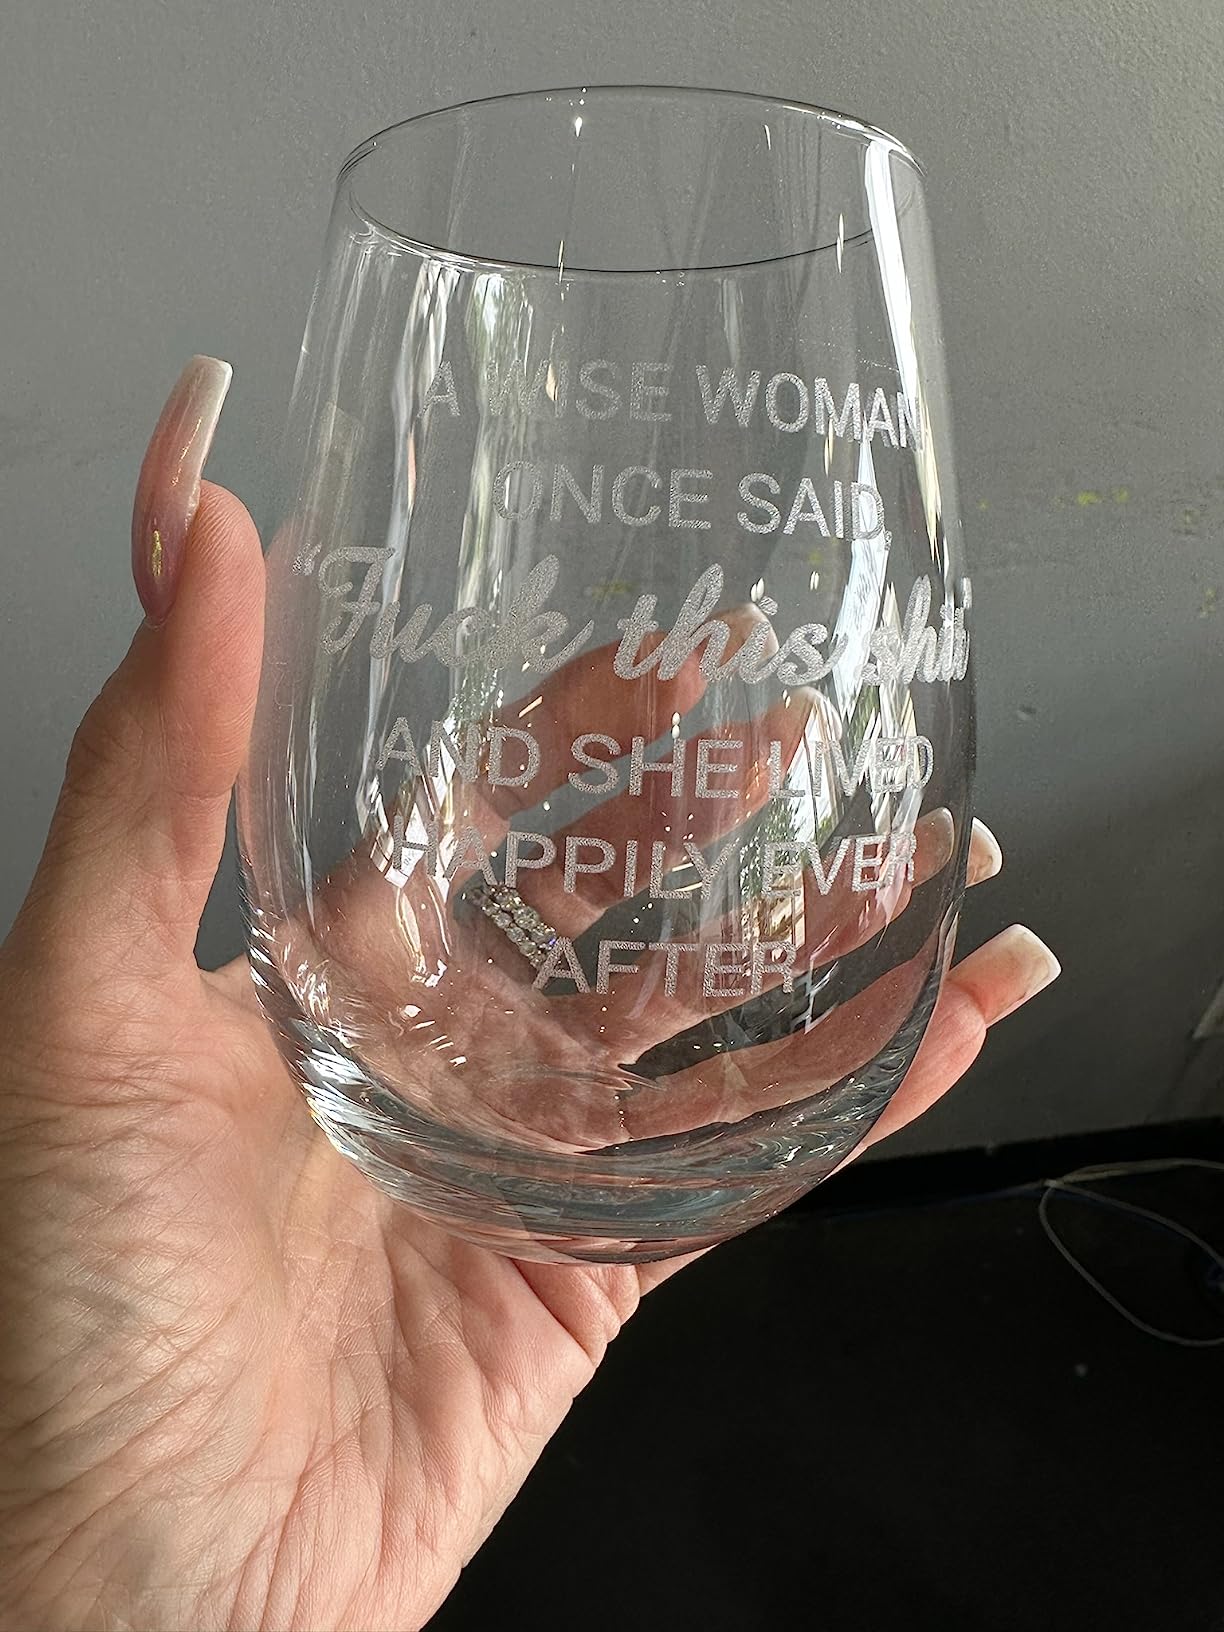 A WISE WOMAN
ONCE SAID,
"Fuck this shit"
AND SHE LIVED
HAPPILY EVER
AFTER